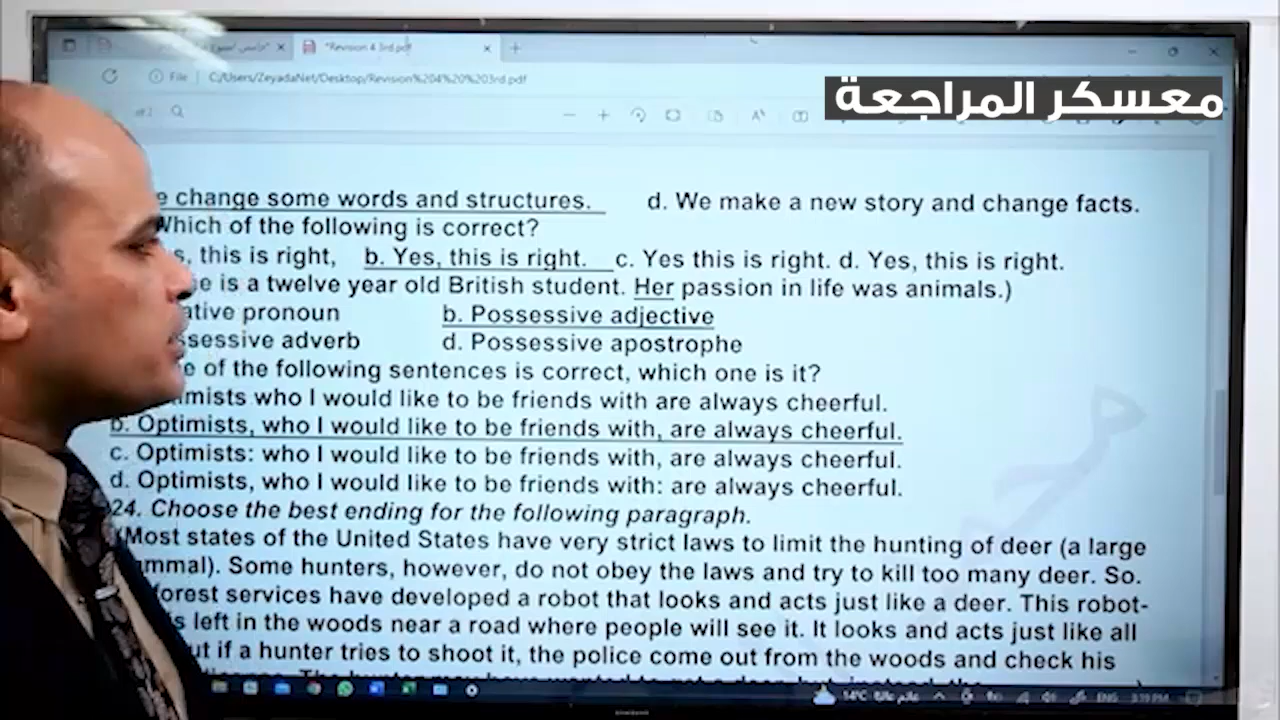 "Revision 4 3rd.pdf
File | C:/Users/ZeyadaNet/Desktop/Revision%204%20%203rd.pdf
معسكر المراجعة
e change some words and structures. d. We make a new story and change facts.
Which of the following is correct?
s, this is right, b. Yes, this is right. c. Yes this is right. d. Yes, this is right.
e is a twelve year old British student. Her passion in life was animals.)
ative pronoun b. Possessive adjective
ssessive adverb d. Possessive apostrophe
e of the following sentences is correct, which one is it?
mists who I would like to be friends with are always cheerful.
b. Optimists, who I would like to be friends with, are always cheerful.
c. Optimists: who I would like to be friends with, are always cheerful.
d. Optimists, who I would like to be friends with: are always cheerful.
24. Choose the best ending for the following paragraph.
(Most states of the United States have very strict laws to limit the hunting of deer (a large
mmal). Some hunters, however, do not obey the laws and try to kill too many deer. So.
forest services have developed a robot that looks and acts just like a deer. This robot-
s left in the woods near a road where people will see it. It looks and acts just like all
ut if a hunter tries to shoot it, the police come out from the woods and check his
14°C
ENG 3:19 PM